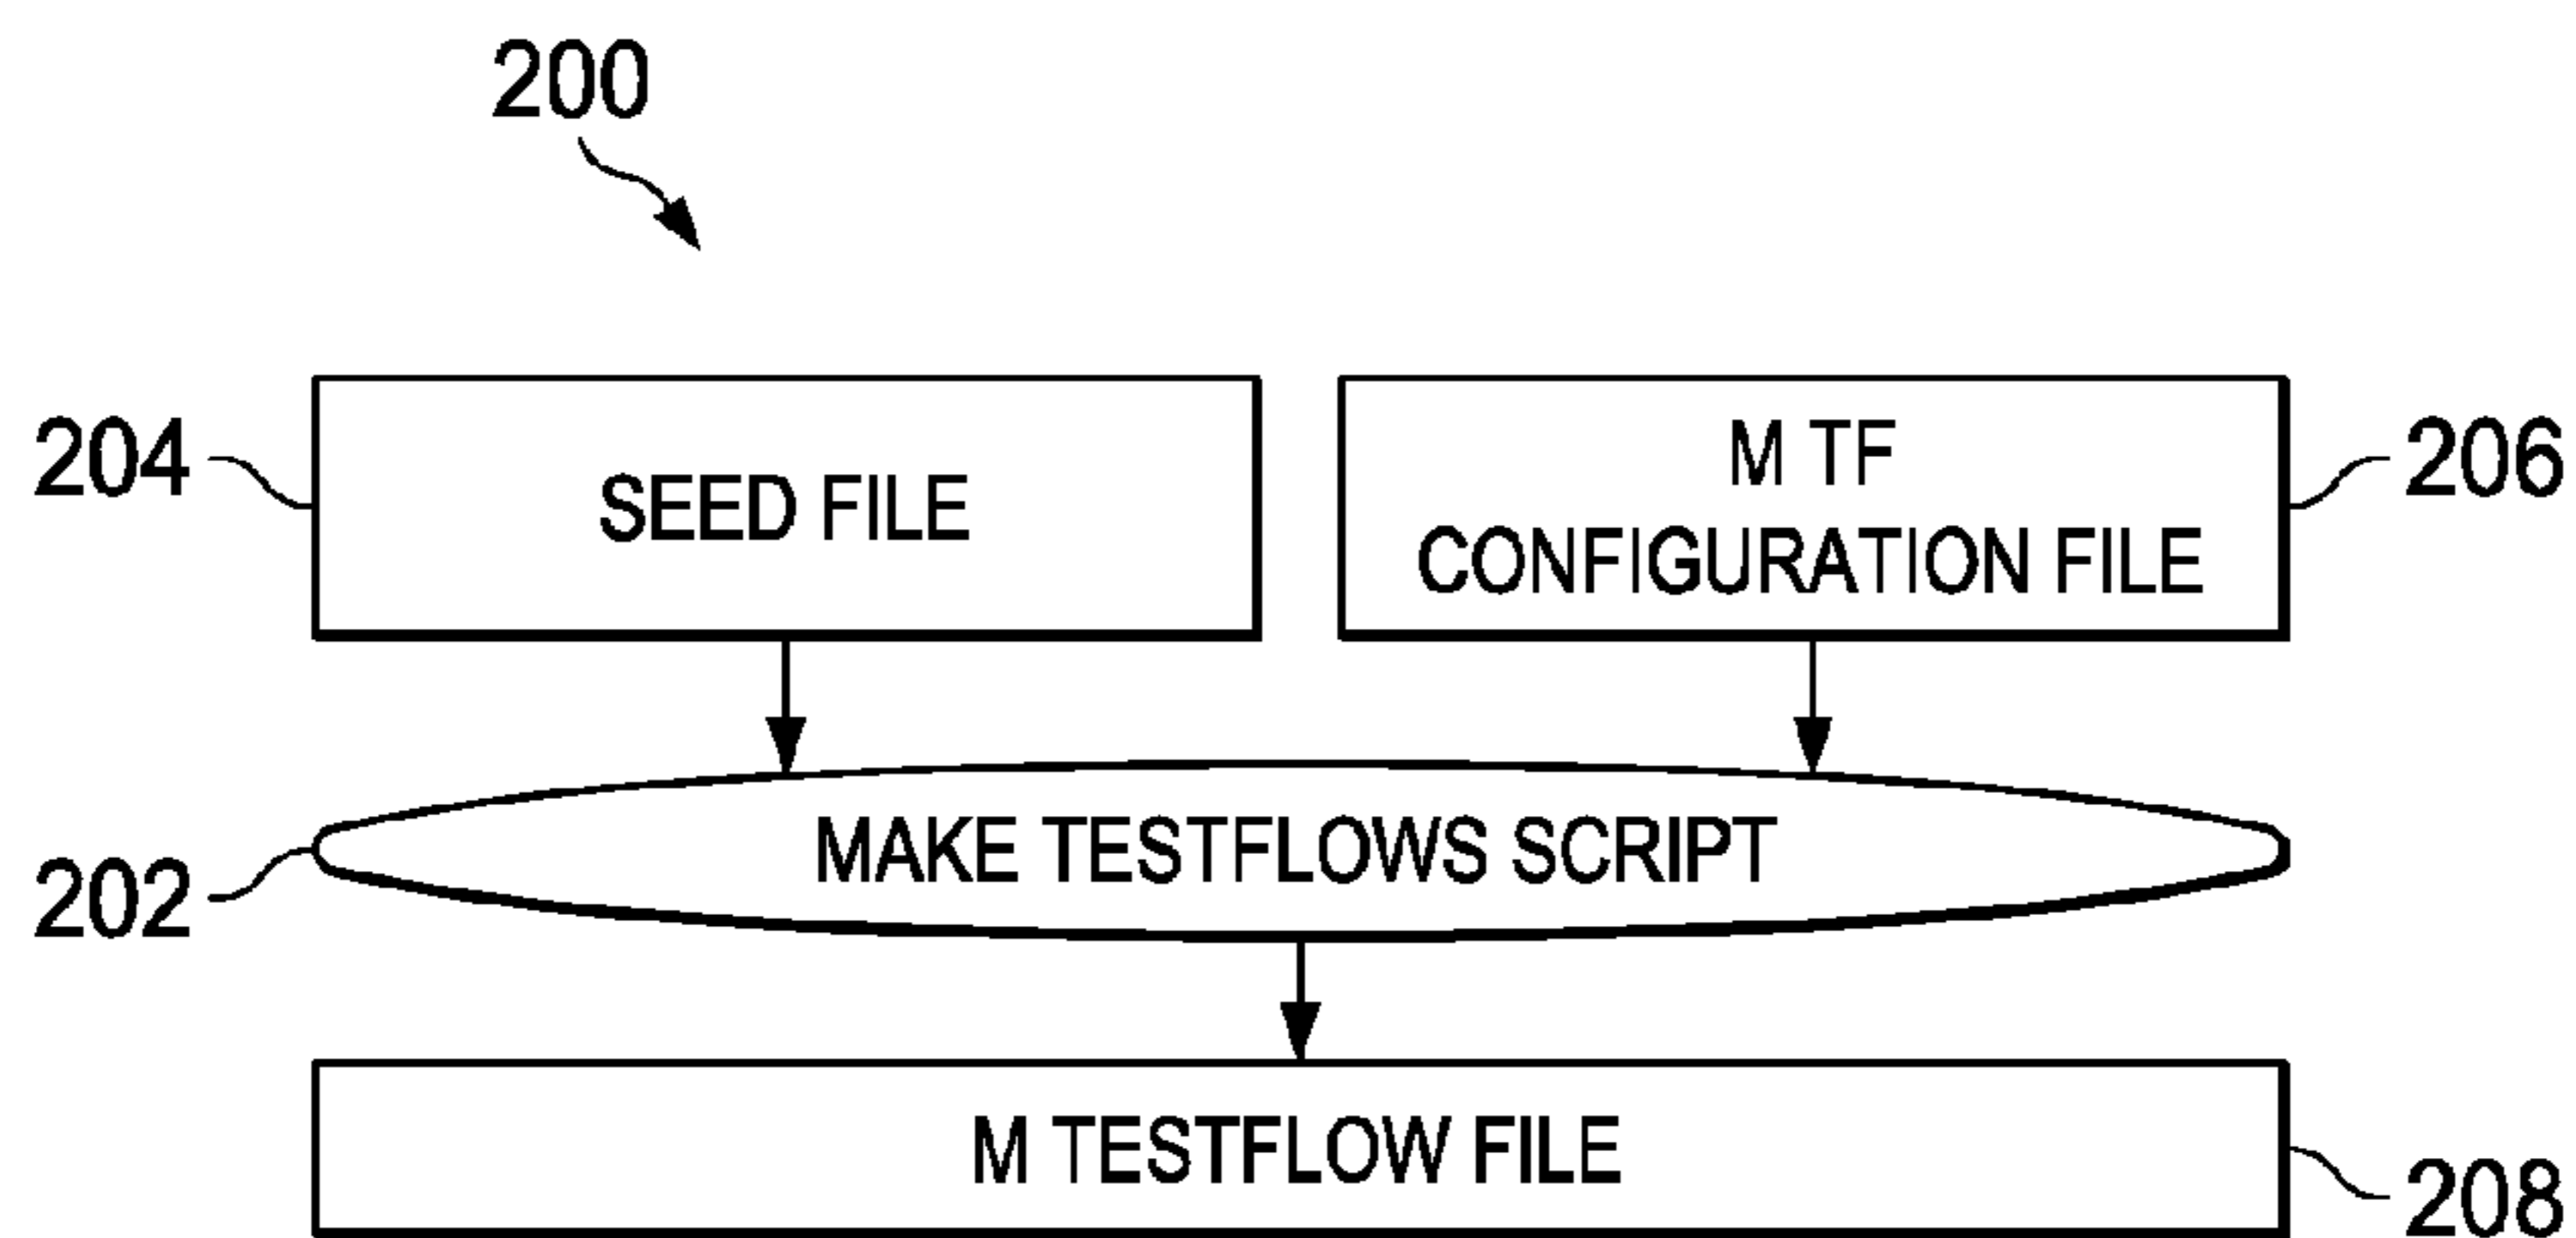 200
204
SEED FILE
M TF
CONFIGURATION FILE
206
202
MAKE TESTFLOWS SCRIPT
M TESTFLOW FILE
208